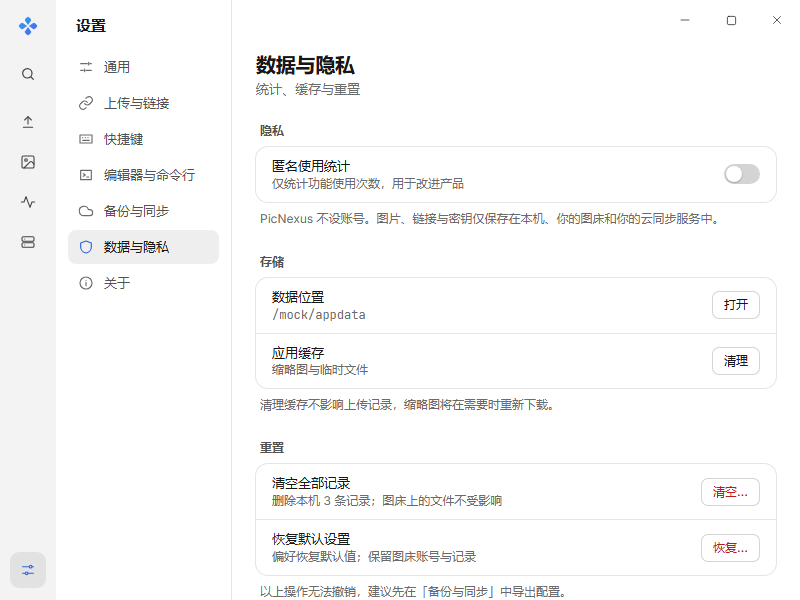 设置
通用
上传与链接
快捷键
编辑器与命令行
备份与同步
数据与隐私
关于
数据与隐私
统计、缓存与重置
隐私
匿名使用统计
仅统计功能使用次数，用于改进产品
PicNexus 不设账号。图片、链接与密钥仅保存在本机、你的图床和你的云同步服务中。
存储
数据位置
/mock/appdata
打开
应用缓存
缩略图与临时文件
清理
清理缓存不影响上传记录，缩略图将在需要时重新下载。
重置
清空全部记录
删除本机 3 条记录；图床上的文件不受影响
清空...
恢复默认设置
偏好恢复默认值；保留图床账号与记录
恢复...
以上操作无法撤销，建议先在「备份与同步」中导出配置。